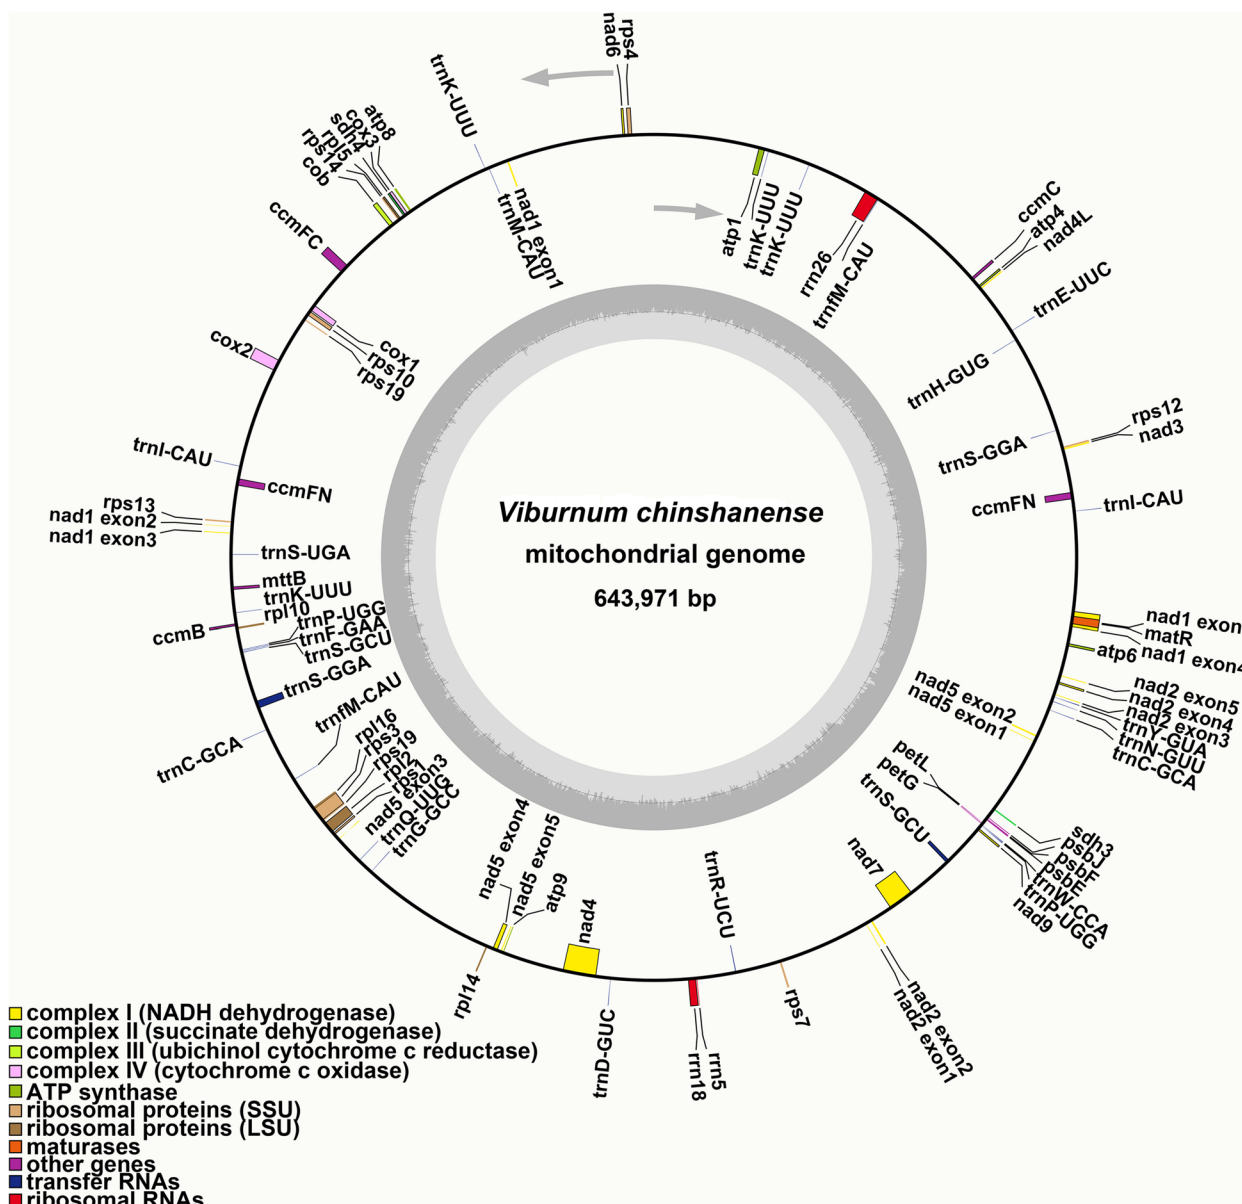 nad6
rps4
trnK-UUU
atp8
cox3
sdh4
rpl5
rps14
cob
ccmFC
nad1 exon1
trnM-CAU
atp1
trnK-UUU
trnK-UUU
rrn26
trnfM-CAU
ccmC
atp4
nad4L
trnE-UUC
trnH-GUG
rps12
nad3
trnS-GGA
ccmFN
trnI-CAU
cox2
cox1
rps10
rps19
trnI-CAU
ccmFN
rps13
nad1 exon2
nad1 exon3
trnS-UGA
mttB
trnK-UUU
rpl10
ccmB
trnP-UGG
trnF-GAA
trnS-GCU
trnS-GGA
trnfM-CAU
trnC-GCA
Viburnum chinshanense
mitochondrial genome
643,971 bp
nad1 exon
matR
nad1 exon4
atp6
nad2 exon5
nad2 exon4
nad2 exon3
trnY-GUA
trnN-GUU
trnC-GCA
nad5 exon2
nad5 exon1
petL
petG
trnS-GCU
sdh3
psbJ
psbF
psbE
trnW-CCA
trnP-UGG
nad9
nad7
rpl16
rps3
rps19
rpl2
rps1
nad5 exon3
trnQ-UUG
trnG-GCC
nad5 exon4
nad5 exon5
atp9
nad4
trnR-UCU
rpl14
trnD-GUC
rrn18
rrn5
rps7
nad2 exon2
nad2 exon1
complex I (NADH dehydrogenase)
complex II (succinate dehydrogenase)
complex III (ubichinol cytochrome c reductase)
complex IV (cytochrome c oxidase)
ATP synthase
ribosomal proteins (SSU)
ribosomal proteins (LSU)
maturases
other genes
transfer RNAs
ribosomal RNAs